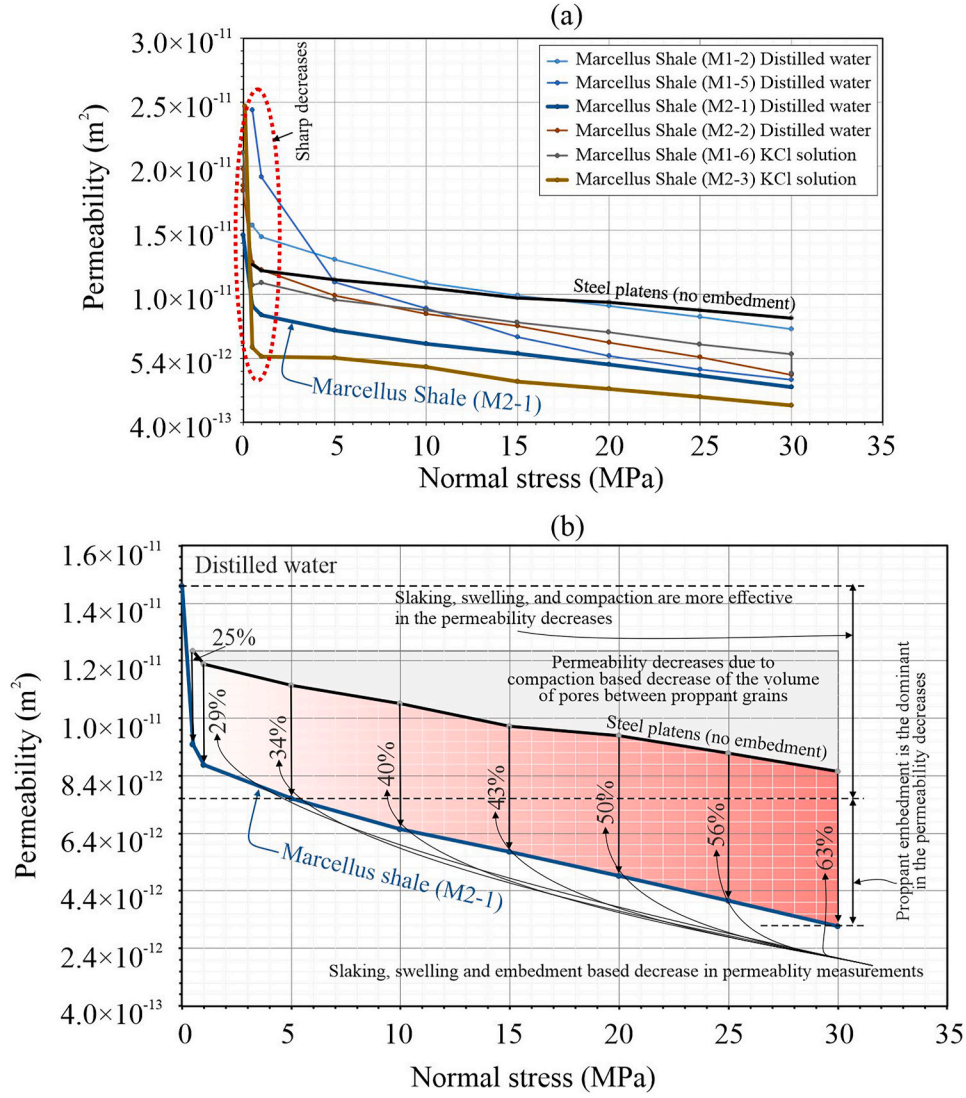 (a)
3.0×10⁻¹¹
2.5×10⁻¹¹
2.0×10⁻¹¹
1.5×10⁻¹¹
1.0×10⁻¹¹
5.4×10⁻¹²
4.0×10⁻¹³
Permeability (m²)
Sharp decreases
Marcellus Shale (M1-2) Distilled water
Marcellus Shale (M1-5) Distilled water
Marcellus Shale (M2-1) Distilled water
Marcellus Shale (M2-2) Distilled water
Marcellus Shale (M1-6) KCl solution
Marcellus Shale (M2-3) KCl solution
Steel platens (no embedment)
Marcellus Shale (M2-1)
0 5 10 15 20 25 30 35
Normal stress (MPa)
(b)
1.6×10⁻¹¹
1.4×10⁻¹¹
1.2×10⁻¹¹
1.0×10⁻¹¹
8.4×10⁻¹²
6.4×10⁻¹²
4.4×10⁻¹²
2.4×10⁻¹²
4.0×10⁻¹³
Permeability (m²)
Distilled water
Slaking, swelling, and compaction are more effective
in the permeability decreases
25%
Permeability decreases due to
compaction based decrease of the volume
of pores between proppant grains
Steel platens (no embedment)
29%
34%
40%
43%
50%
56%
63%
Proppant embedment is the dominant
in the permeability decreases
Marcellus shale (M2-1)
Slaking, swelling and embedment based decrease in permeablity measurements
0 5 10 15 20 25 30 35
Normal stress (MPa)